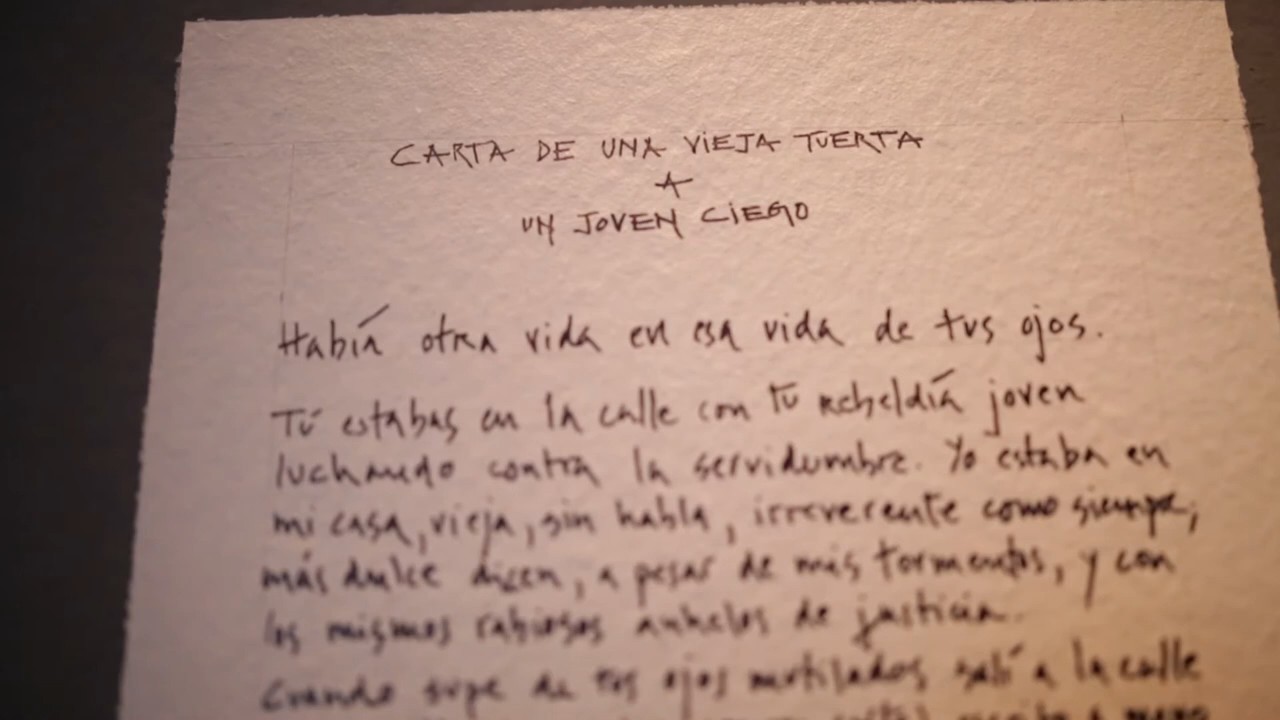 CARTA DE UNA VIEJA TUERTA
A
UN JOVEN CIEGO
Había otra vida en esa vida de tus ojos.
Tú estabas en la calle con tu rebeldía joven
luchando contra la servidumbre. Yo estaba en
mi casa, vieja, sin habla, irreverente como siempre,
más dulce dicen, a pesar de mis tormentos, y con
los mismos rabiosos anhelos de justicia.
Cuando supe de tus ojos mutilados salí a la calle